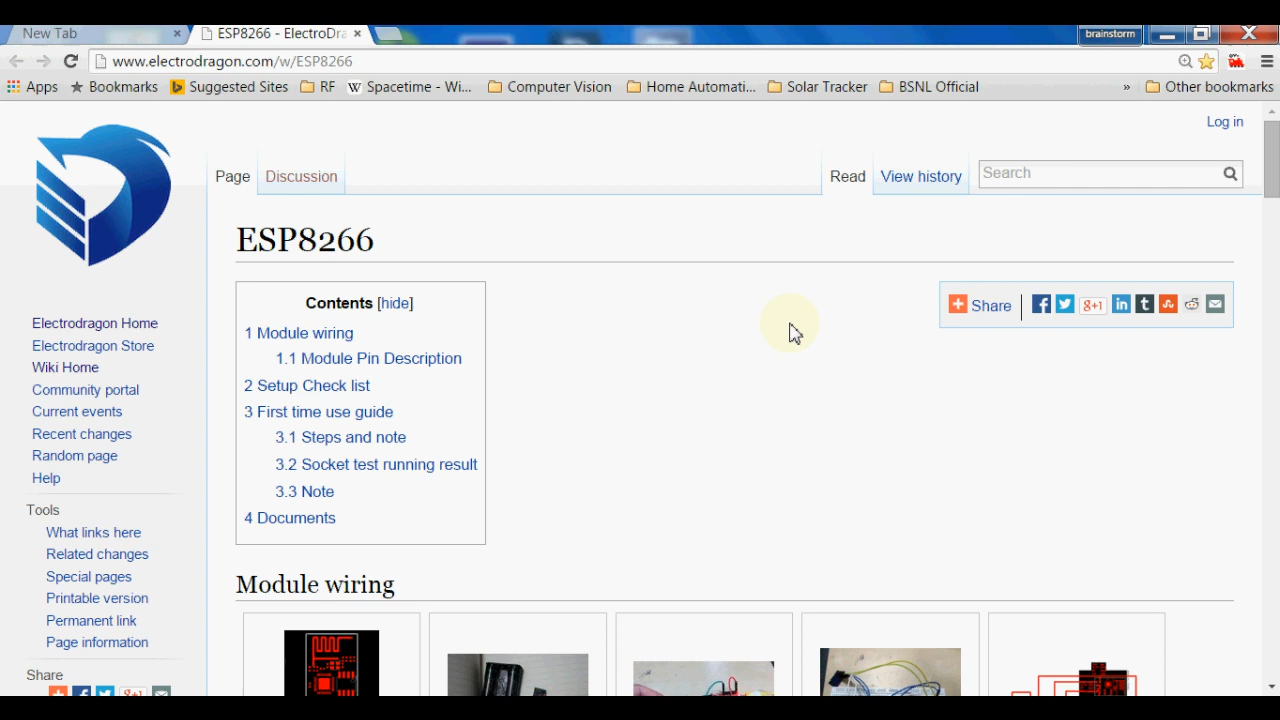 New Tab
ESP8266 - ElectroDra
brainstorm
www.electrodragon.com/w/ESP8266
Apps
Bookmarks
Suggested Sites
RF
Spacetime - Wi...
Computer Vision
Home Automati...
Solar Tracker
BSNL Official
»
Other bookmarks
Log in
Page
Discussion
Read
View history
Search
ESP8266
Contents [hide]
1 Module wiring
1.1 Module Pin Description
2 Setup Check list
3 First time use guide
3.1 Steps and note
3.2 Socket test running result
3.3 Note
4 Documents
Share
g+1
Module wiring
Electrodragon Home
Electrodragon Store
Wiki Home
Community portal
Current events
Recent changes
Random page
Help
Tools
What links here
Related changes
Special pages
Printable version
Permanent link
Page information
Share